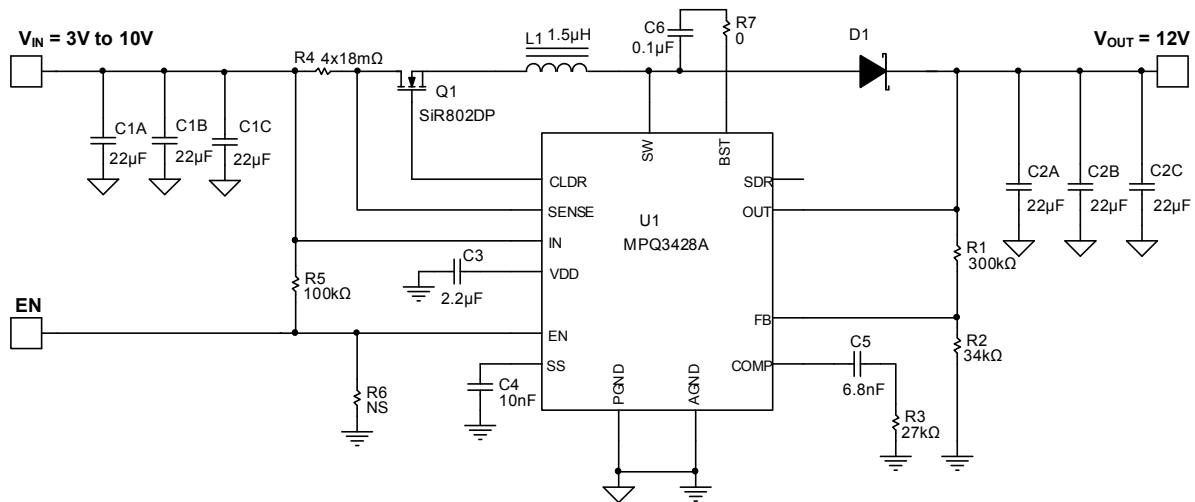 V_IN = 3V to 10V
R4 4x18mΩ
L1 1.5µH
C6
0.1µF
R7
0
D1
V_OUT = 12V
Q1
SiR802DP
C1A
22µF
C1B
22µF
C1C
22µF
SW
BST
CLDR
SENSE
IN
VDD
EN
SS
PGND
AGND
SDR
OUT
FB
COMP
U1
MPQ3428A
C2A
22µF
C2B
22µF
C2C
22µF
C3
2.2µF
R5
100kΩ
R1
300kΩ
EN
R2
34kΩ
C5
6.8nF
C4
10nF
R6
NS
R3
27kΩ